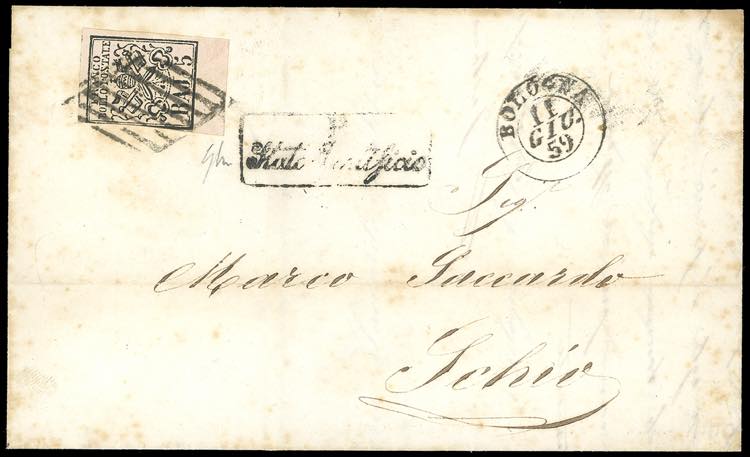 FRANCO
BOLLO POSTALE
BAJ. 5
BOLOGNA
11
GIU
59
Stato Pontificio
Sig.
Marco Saccardo
Schio